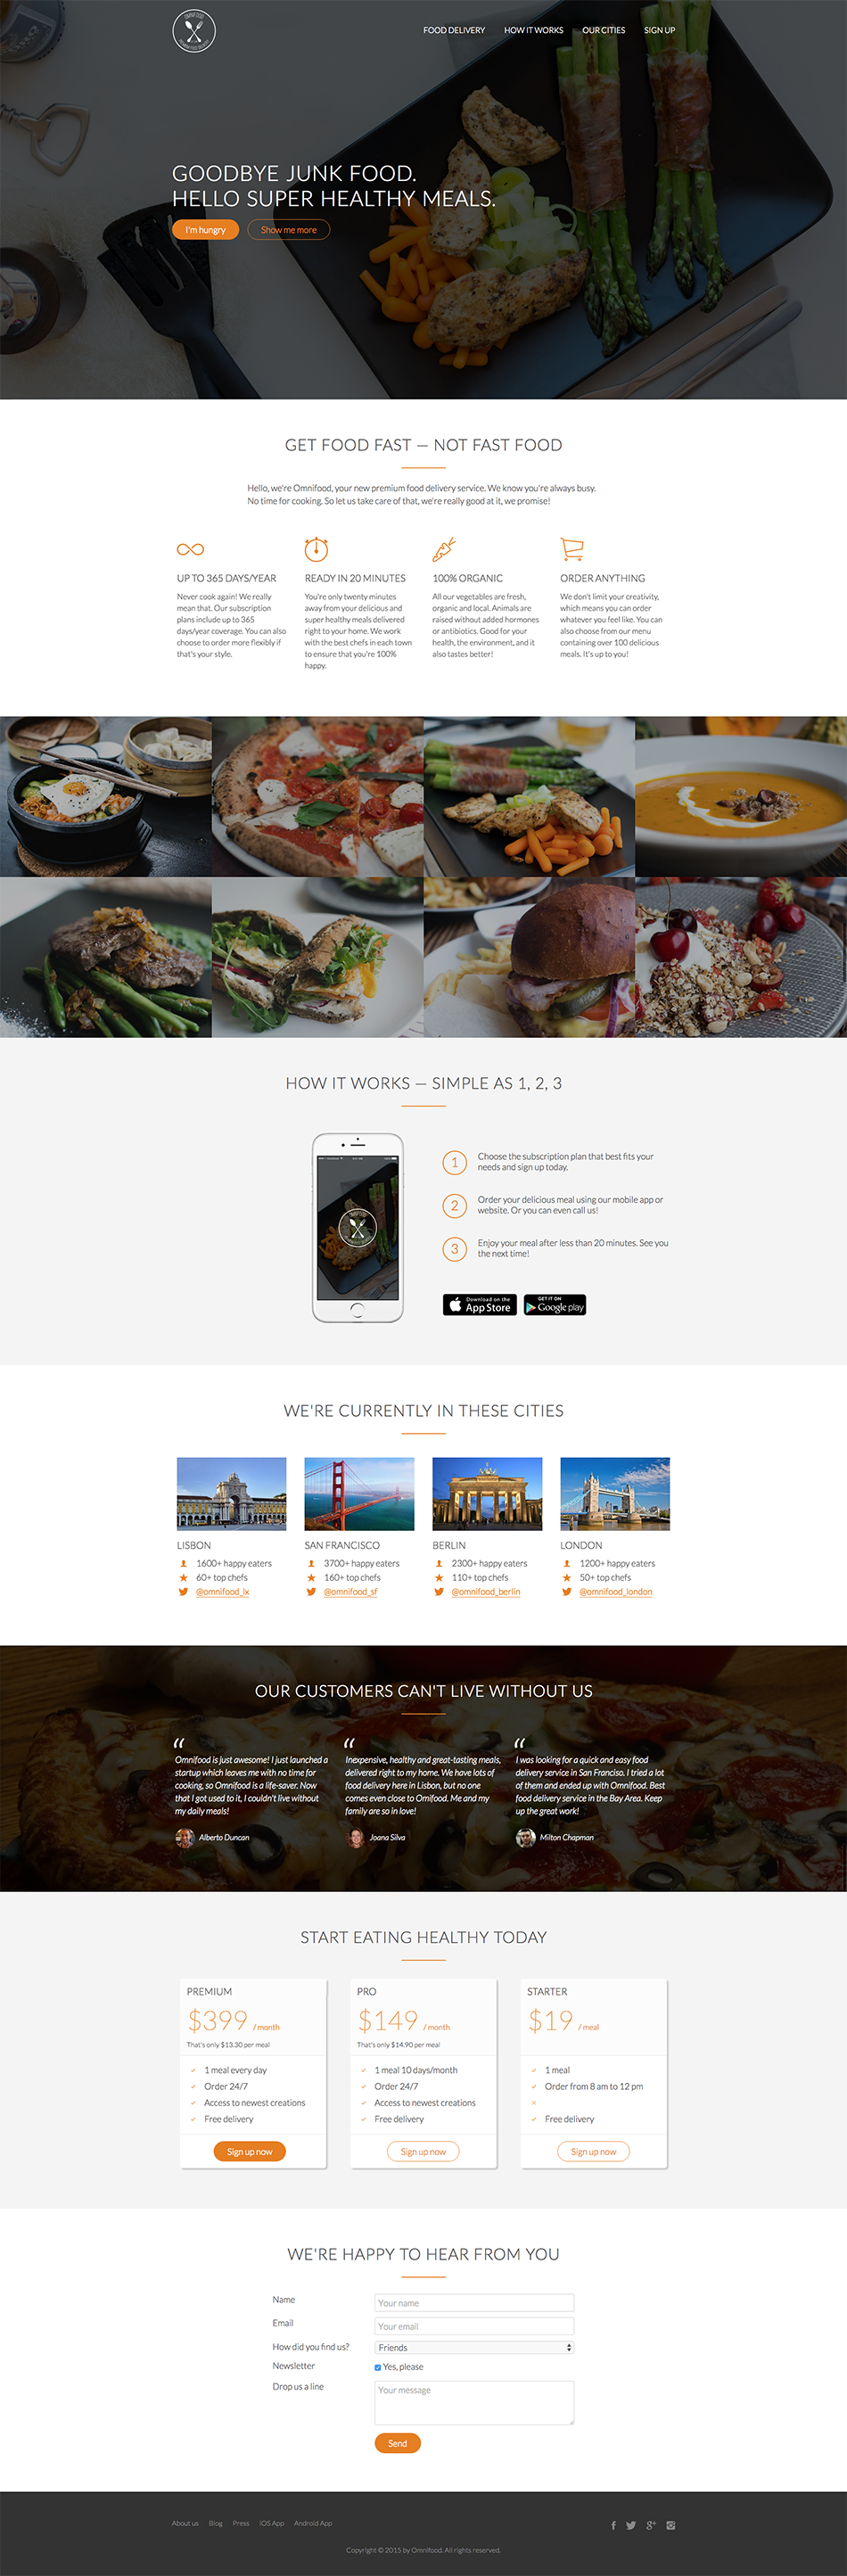 OMNIFOOD
FOOD DELIVERY HOW IT WORKS OUR CITIES SIGN UP
GOODBYE JUNK FOOD.
HELLO SUPER HEALTHY MEALS.
I'm hungry Show me more
GET FOOD FAST — NOT FAST FOOD
Hello, we're Omnifood, your new premium food delivery service. We know you're always busy.
No time for cooking. So let us take care of that, we're really good at it, we promise!
UP TO 365 DAYS/YEAR
Never cook again! We really
mean that. Our subscription
plans include up to 365
days/year coverage. You can also
choose to order more flexibly if
that's your style.
READY IN 20 MINUTES
You're only twenty minutes
away from your delicious and
super healthy meals delivered
right to your home. We work
with the best chefs in each town
to ensure that you're 100%
happy.
100% ORGANIC
All our vegetables are fresh,
organic and local. Animals are
raised without added hormones
or antibiotics. Good for your
health, the environment, and it
also tastes better!
ORDER ANYTHING
We don't limit your creativity,
which means you can order
whatever you feel like. You can
also choose from our menu
containing over 100 delicious
meals. It's up to you!
HOW IT WORKS — SIMPLE AS 1, 2, 3
1 Choose the subscription plan that best fits your
needs and sign up today.
2 Order your delicious meal using our mobile app or
website. Or you can even call us!
3 Enjoy your meal after less than 20 minutes. See you
the next time!
Download on the
App Store
GET IT ON
Google play
WE'RE CURRENTLY IN THESE CITIES
LISBON
1600+ happy eaters
60+ top chefs
@omnifood_lx
SAN FRANCISCO
3700+ happy eaters
160+ top chefs
@omnifood_sf
BERLIN
2300+ happy eaters
110+ top chefs
@omnifood_berlin
LONDON
1200+ happy eaters
50+ top chefs
@omnifood_london
OUR CUSTOMERS CAN'T LIVE WITHOUT US
“
Omnifood is just awesome! I just launched a
startup which leaves me with no time for
cooking, so Omnifood is a life-saver. Now
that I got used to it, I couldn't live without
my daily meals!
Alberto Duncan
“
Inexpensive, healthy and great-tasting meals,
delivered right to my home. We have lots of
food delivery here in Lisbon, but no one
comes even close to Omifood. Me and my
family are so in love!
Joana Silva
“
I was looking for a quick and easy food
delivery service in San Franciso. I tried a lot
of them and ended up with Omnifood. Best
food delivery service in the Bay Area. Keep
up the great work!
Milton Chapman
START EATING HEALTHY TODAY
PREMIUM
$399 / month
That's only $13.30 per meal
1 meal every day
Order 24/7
Access to newest creations
Free delivery
Sign up now
PRO
$149 / month
That's only $14.90 per meal
1 meal 10 days/month
Order 24/7
Access to newest creations
Free delivery
Sign up now
STARTER
$19 / meal
1 meal
Order from 8 am to 12 pm
Free delivery
Sign up now
WE'RE HAPPY TO HEAR FROM YOU
Name Your name
Email Your email
How did you find us? Friends
Newsletter Yes, please
Drop us a line Your message
Send
About us Blog Press iOS App Android App
Copyright © 2015 by Omnifood. All rights reserved.